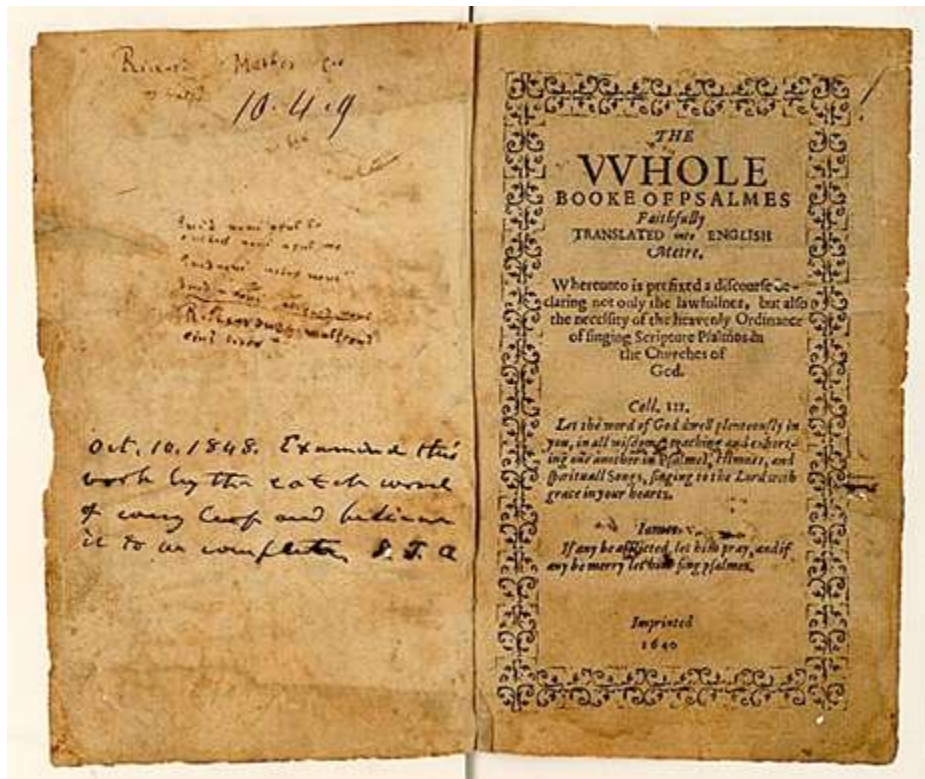 Richard Mather
10.4.9
Oct. 10. 1848. Examined this
work by the catch word
of every leaf and believe
it to be complete
THE
VVHOLE
BOOKE OF PSALMES
Faithfully
TRANSLATED into ENGLISH
Metre.
Whereunto is prefixed a discourse de-
claring not only the lawfullnes, but also
the necessity of the heavenly Ordinance
of singing Scripture Psalmes in
the Churches of
God.
Coll. III.
Let the word of God dwell plenteously in
you, in all wisdome, teaching and exhort-
ing one another in Psalmes, Himnes, and
spirituall Songs, singing to the Lord with
grace in your hearts.
Iames v.
If any be afflicted, let him pray, and if
any be merry let him sing psalmes.
Imprinted
1640